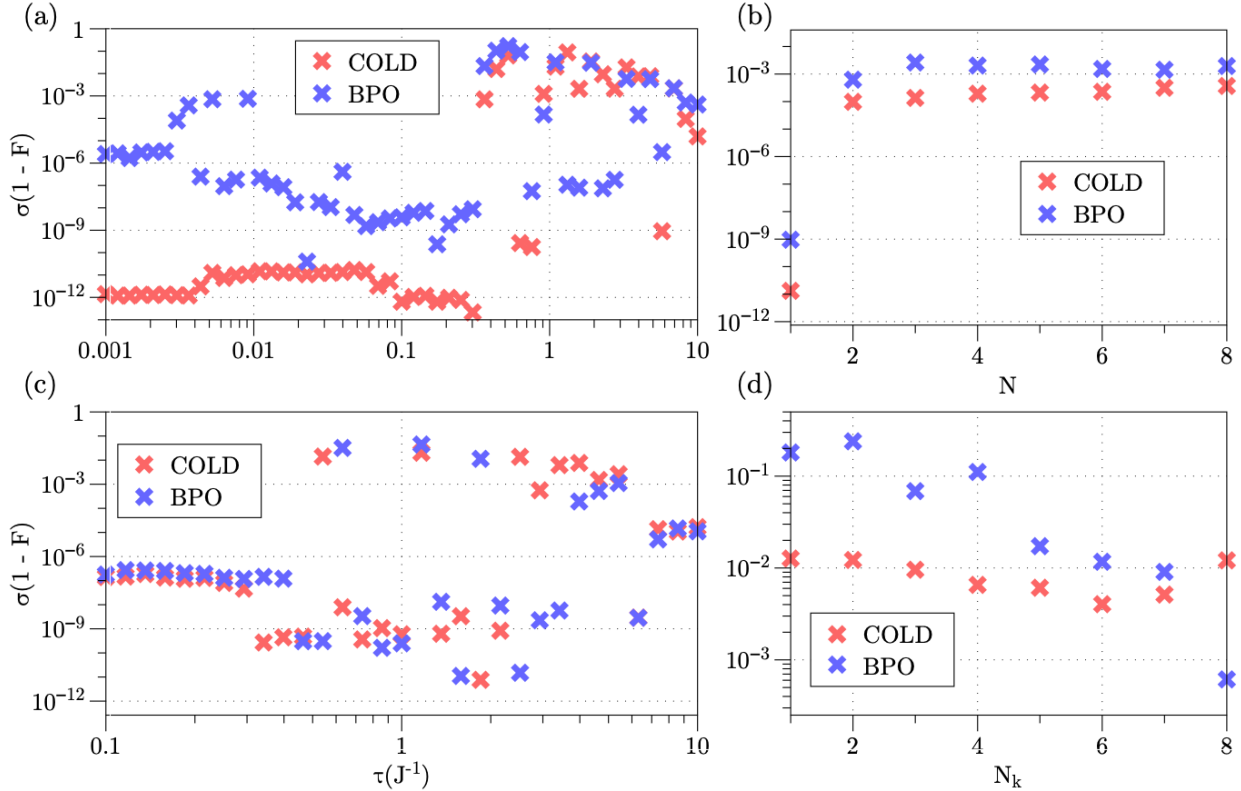 (a)
σ(1 - F)
1
10⁻³
10⁻⁶
10⁻⁹
10⁻¹²
COLD
BPO
0.001
0.01
0.1
1
10
(b)
10⁻³
10⁻⁶
10⁻⁹
10⁻¹²
COLD
BPO
2
4
6
8
N
(c)
σ(1 - F)
1
10⁻³
10⁻⁶
10⁻⁹
10⁻¹²
COLD
BPO
0.1
1
10
τ(J⁻¹)
(d)
10⁻¹
10⁻²
10⁻³
COLD
BPO
2
4
6
8
Nₖ